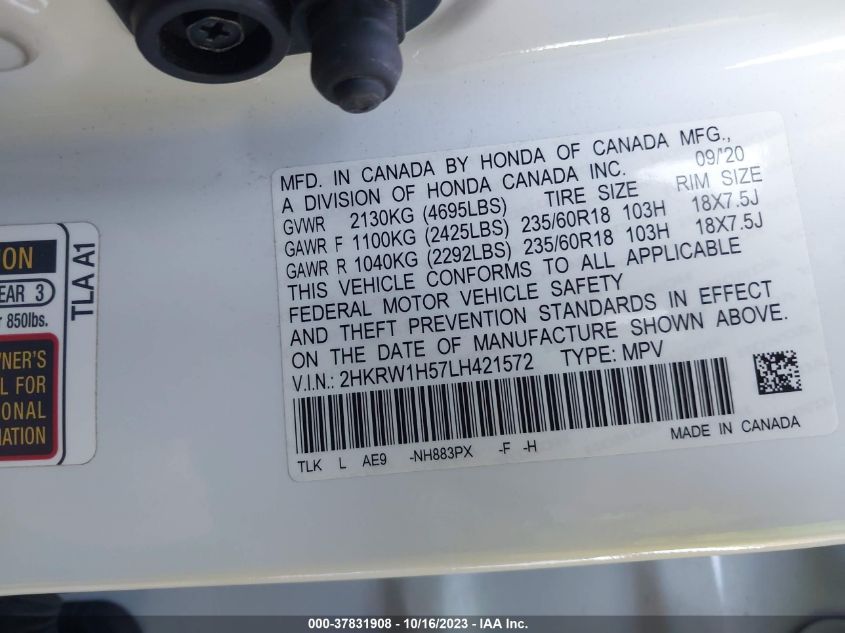 MFD. IN CANADA BY HONDA OF CANADA MFG.,
A DIVISION OF HONDA CANADA INC. 09/'20
GVWR 2130KG (4695LBS) TIRE SIZE RIM SIZE
GAWR F 1100KG (2425LBS) 235/60R18 103H 18X7.5J
GAWR R 1040KG (2292LBS) 235/60R18 103H 18X7.5J
THIS VEHICLE CONFORMS TO ALL APPLICABLE
FEDERAL MOTOR VEHICLE SAFETY
AND THEFT PREVENTION STANDARDS IN EFFECT
ON THE DATE OF MANUFACTURE SHOWN ABOVE.
V.I.N.: 2HKRW1H57LH421572 TYPE: MPV
TLK L AE9 -NH883PX -F -H MADE IN CANADA
ON
EAR 3
850lbs.
WNER'S
L FOR
ONAL
MATION
TLA A1
000-37831908 - 10/16/2023 - IAA Inc.